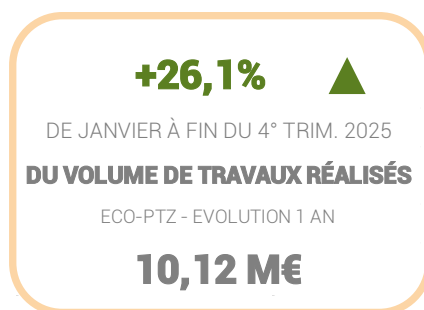 +26,1%
DE JANVIER À FIN DU 4° TRIM. 2025
DU VOLUME DE TRAVAUX RÉALISÉS
ECO-PTZ - EVOLUTION 1 AN
10,12 M€